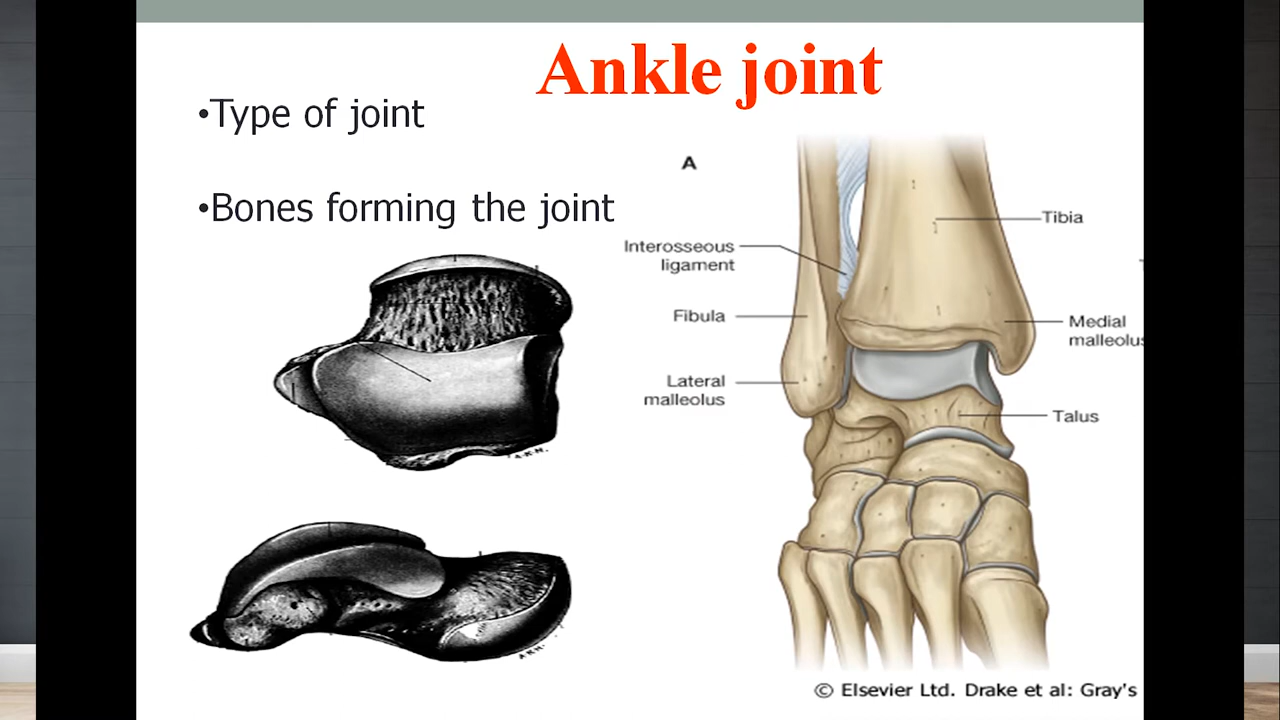 Ankle joint
•Type of joint
•Bones forming the joint
A
Tibia
Interosseous
ligament
Fibula
Medial
Lateral
malleolus
Talus
© Elsevier Ltd. Drake et al: Gray's
A.K.M.